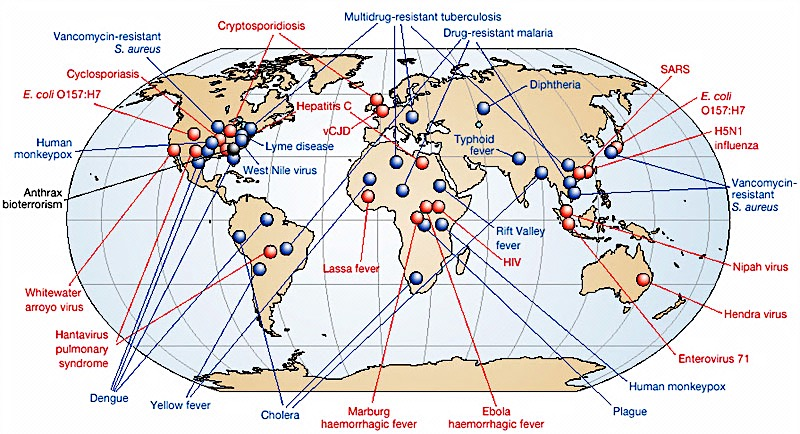 Cryptosporidiosis
Multidrug-resistant tuberculosis
Drug-resistant malaria
Vancomycin-resistant
S. aureus
Cyclosporiasis
E. coli O157:H7
Hepatitis C
vCJD
Diphtheria
SARS
E. coli
O157:H7
H5N1
influenza
Human
monkeypox
Lyme disease
West Nile virus
Typhoid
fever
Anthrax
bioterrorism
Vancomycin-
resistant
S. aureus
Rift Valley
fever
HIV
Lassa fever
Nipah virus
Whitewater
arroyo virus
Hendra virus
Hantavirus
pulmonary
syndrome
Enterovirus 71
Human monkeypox
Dengue
Yellow fever
Cholera
Marburg
haemorrhagic fever
Ebola
haemorrhagic fever
Plague